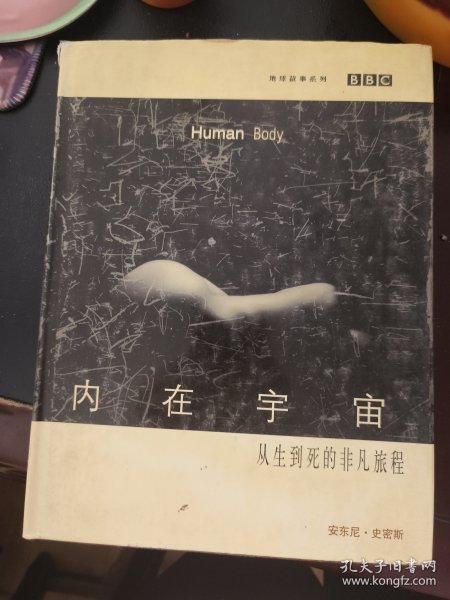 地球故事系列 BBC
Human Body
内在宇宙
从生到死的非凡旅程
安东尼·史密斯
孔夫子旧书网
www.kongfz.com